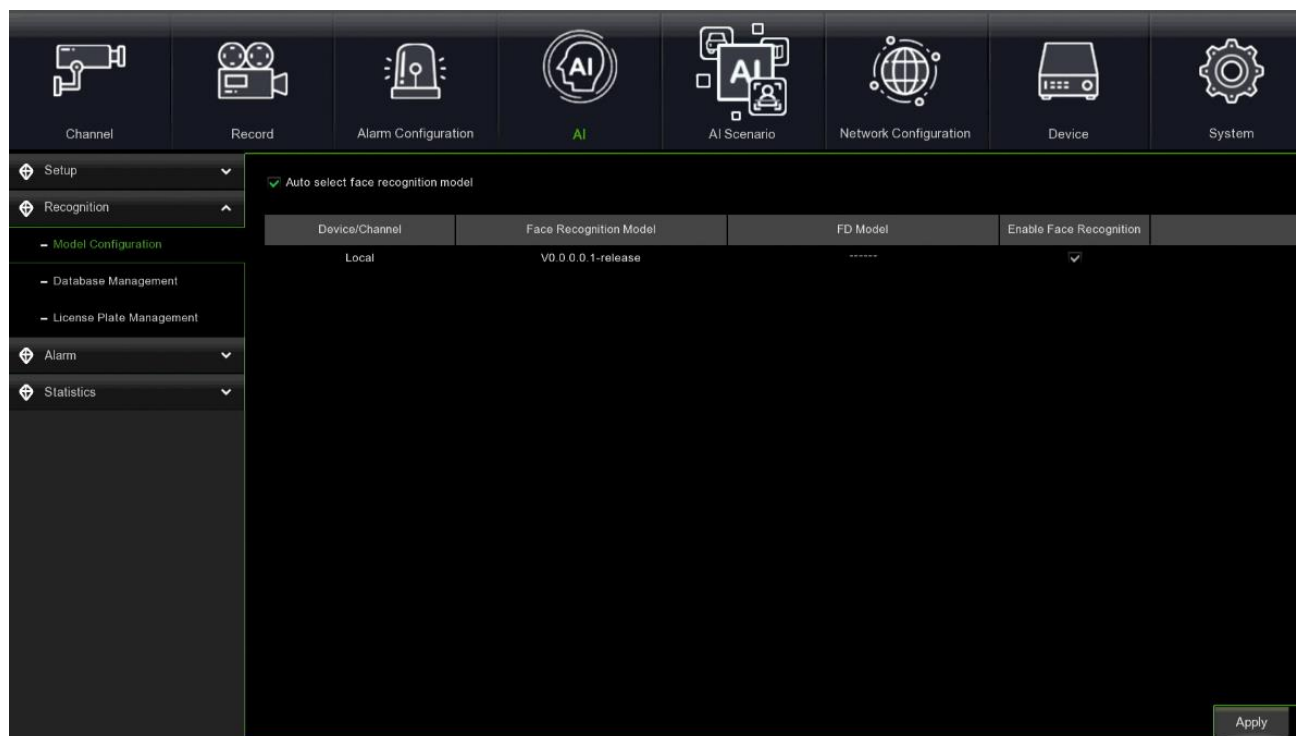 Channel
Record
Alarm Configuration
AI
AI
AI
AI Scenario
Network Configuration
Device
System
Setup
Recognition
Model Configuration
Database Management
License Plate Management
Alarm
Statistics
Auto select face recognition model
Device/Channel Face Recognition Model FD Model Enable Face Recognition
Local V0.0.0.0.1-release ------
Apply